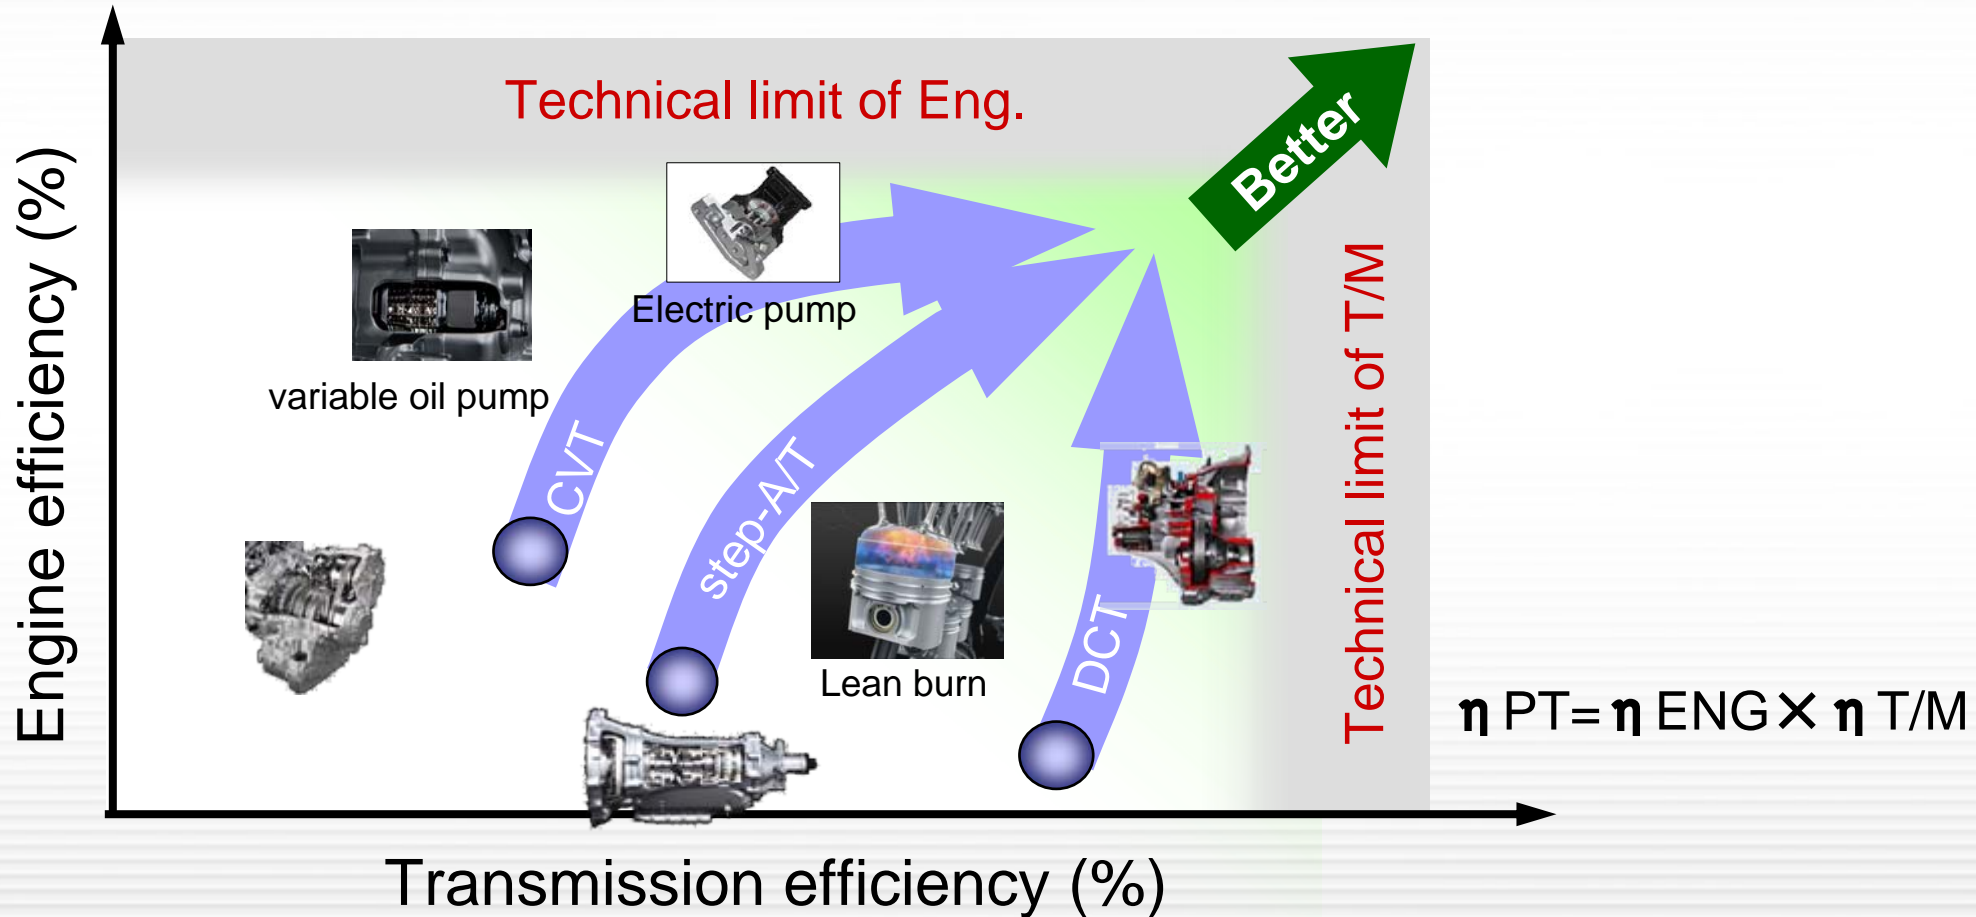 Technical limit of Eng.
Better
Engine efficiency (%)
Electric pump
variable oil pump
CVT
step-A/T
Lean burn
DCT
Technical limit of T/M
η PT= η ENG × η T/M
Transmission efficiency (%)